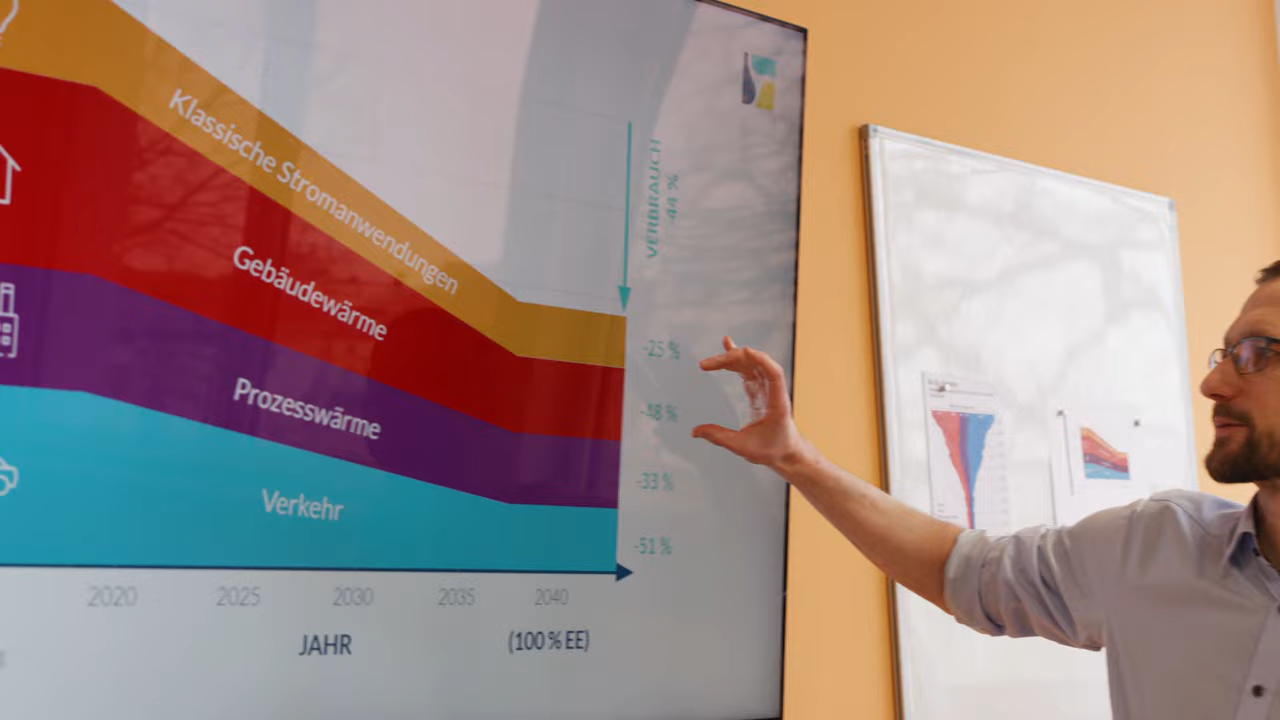 Klassische Stromanwendungen
Gebäudewärme
Prozesswärme
Verkehr
VERBRAUCH
-44 %
-25 %
-48 %
-33 %
-51 %
2020
2025
2030
2035
2040
JAHR
(100 % EE)